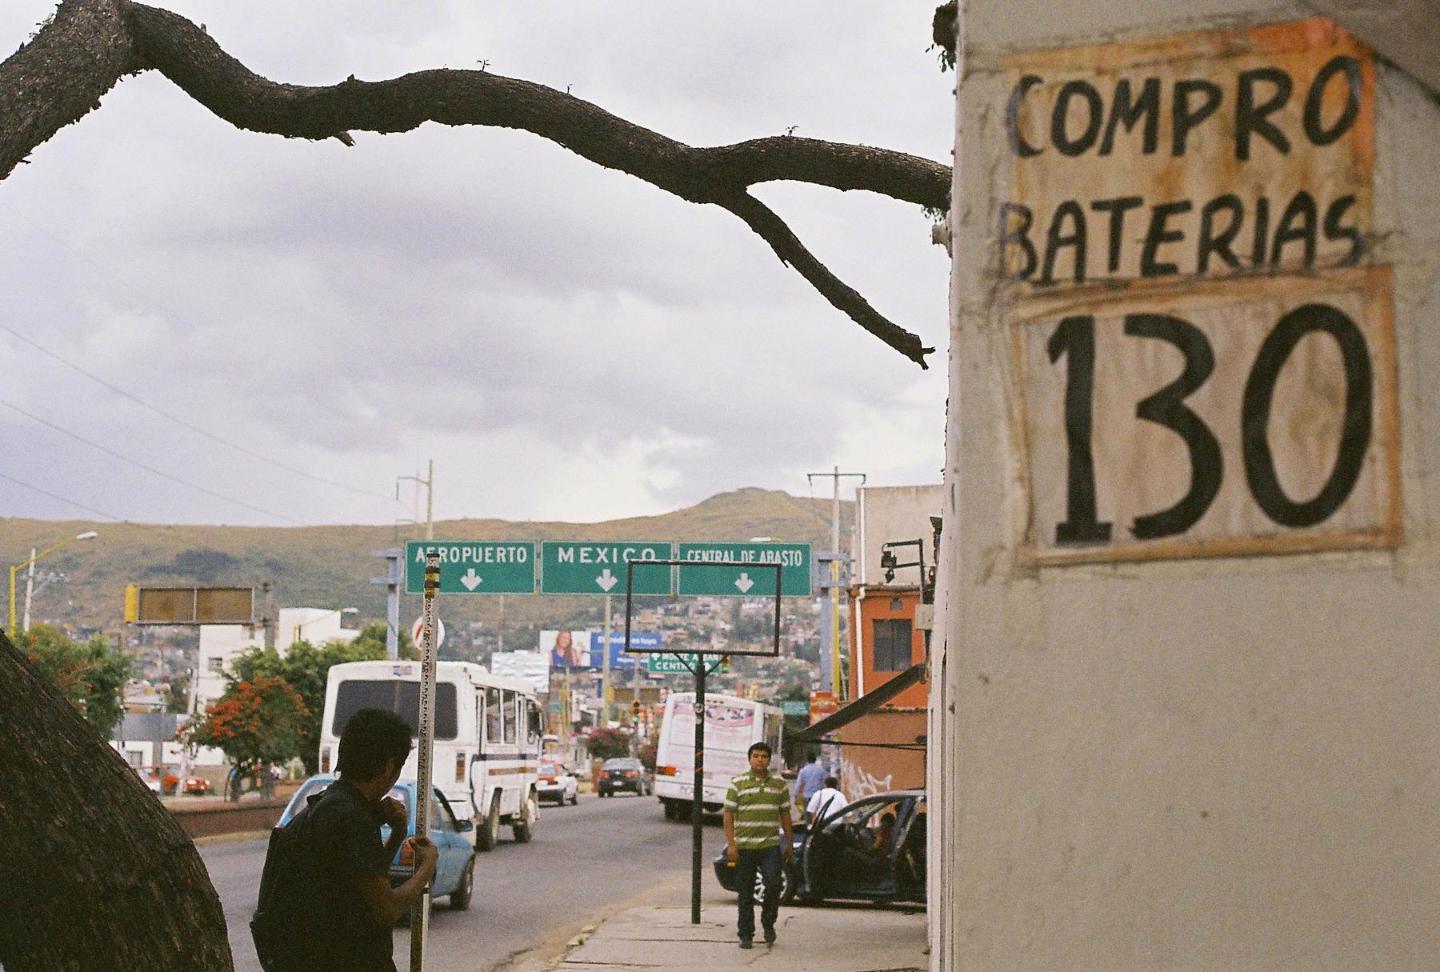 COMPRO
BATERIAS
130
AEROPUERTO
MEXICO
CENTRAL DE ABASTO